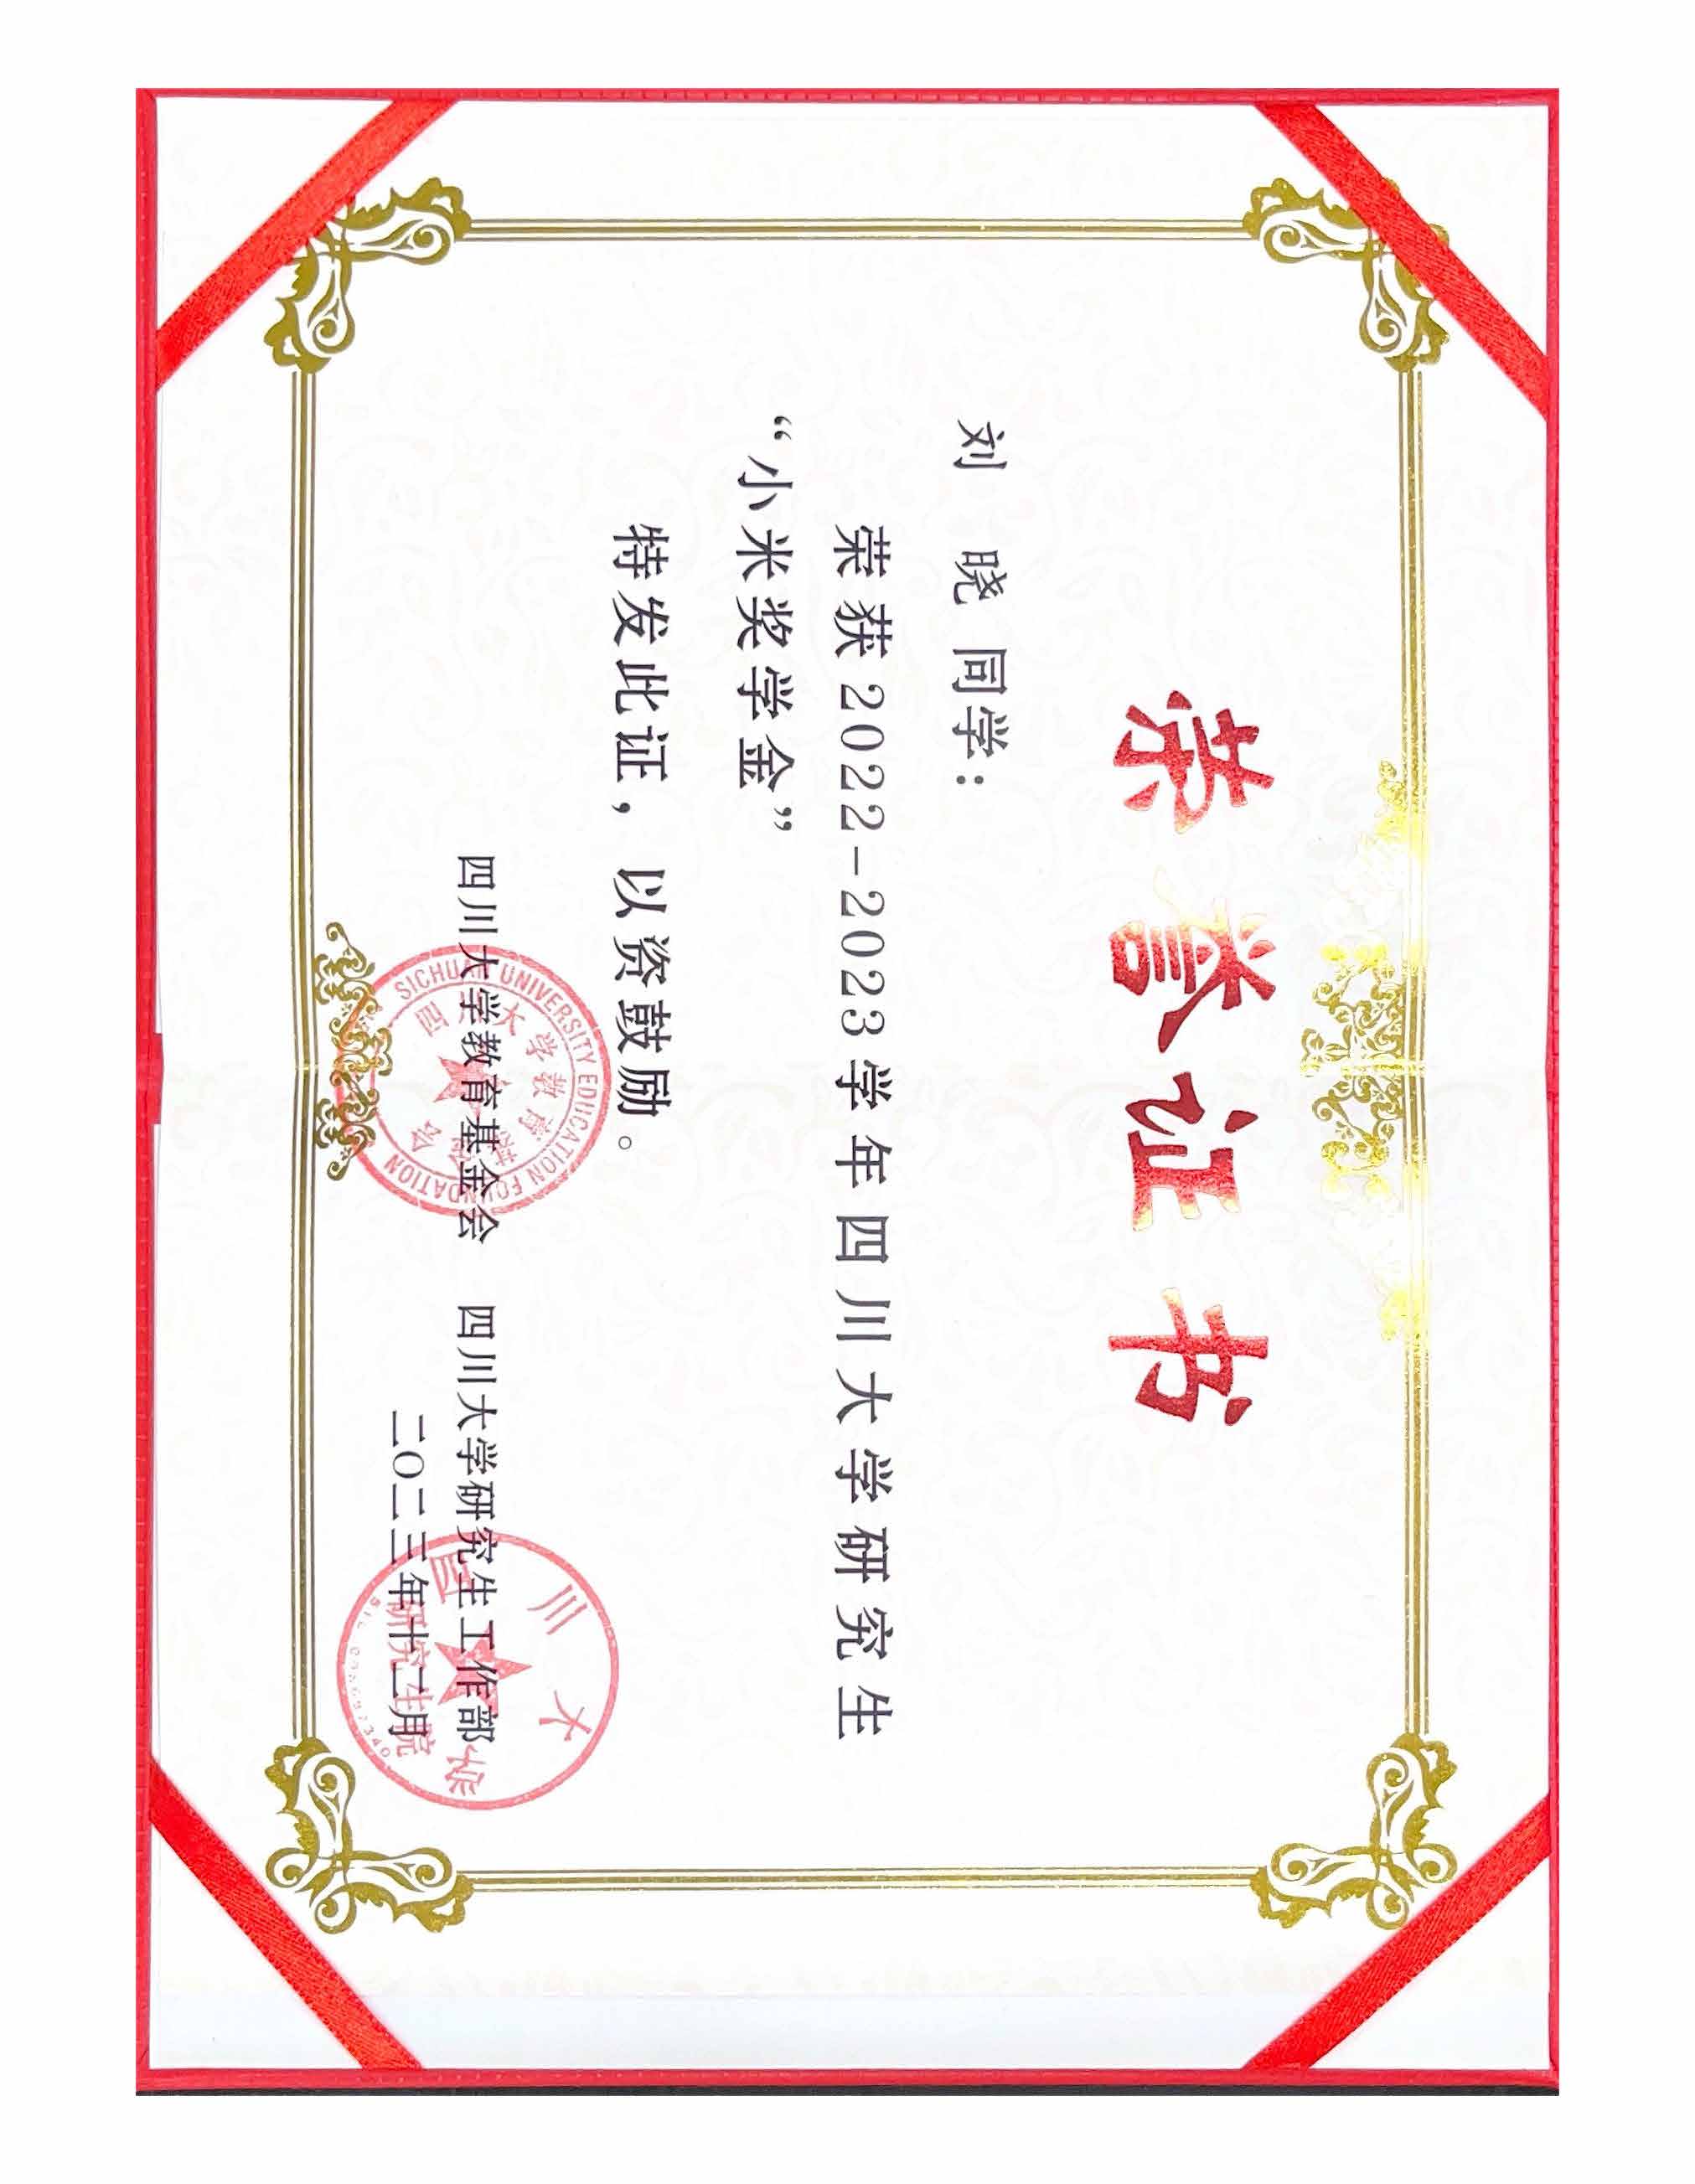 荣誉证书
刘　晓 同学：
荣获2022-2023学年四川大学研究生
“小米奖学金”
特发此证，以资鼓励。
SICHUAN UNIVERSITY EDUCATION FOUNDATION
四川大学教育基金会
四川大学
研究生院
四川大学教育基金会　四川大学研究生工作部
二〇二三年十二月